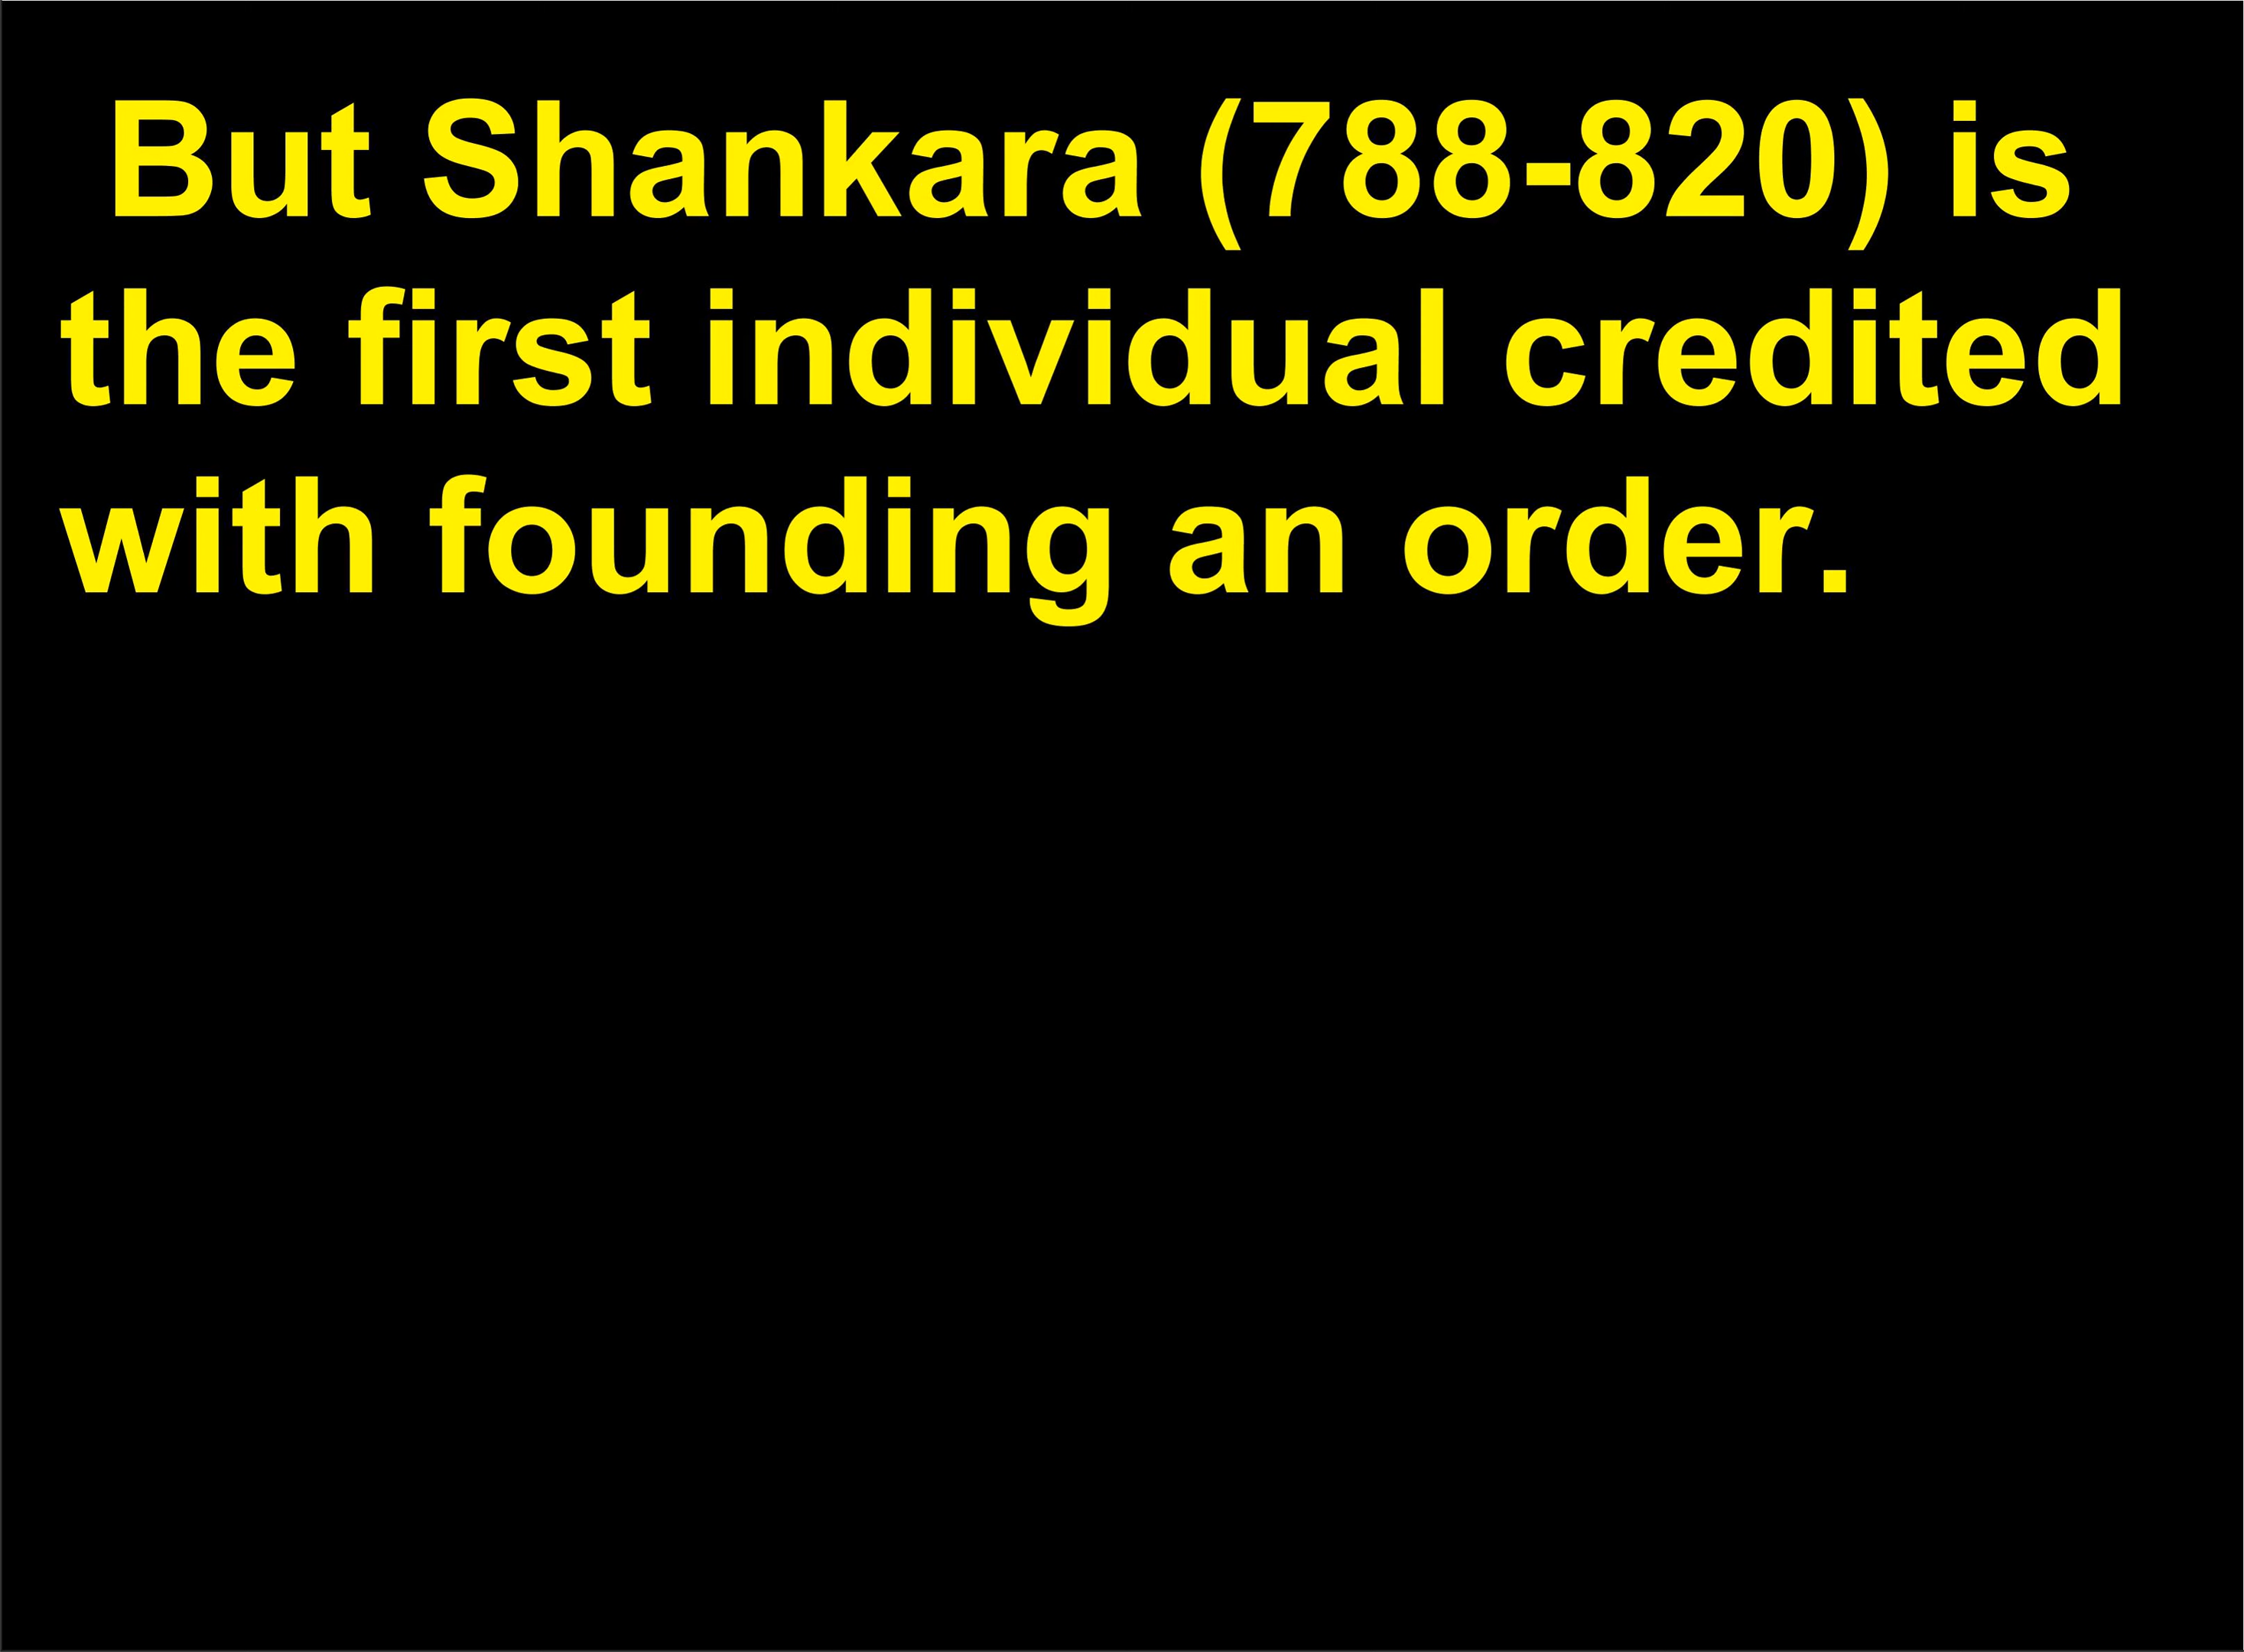 But Shankara (788-820) is
the first individual credited
with founding an order.